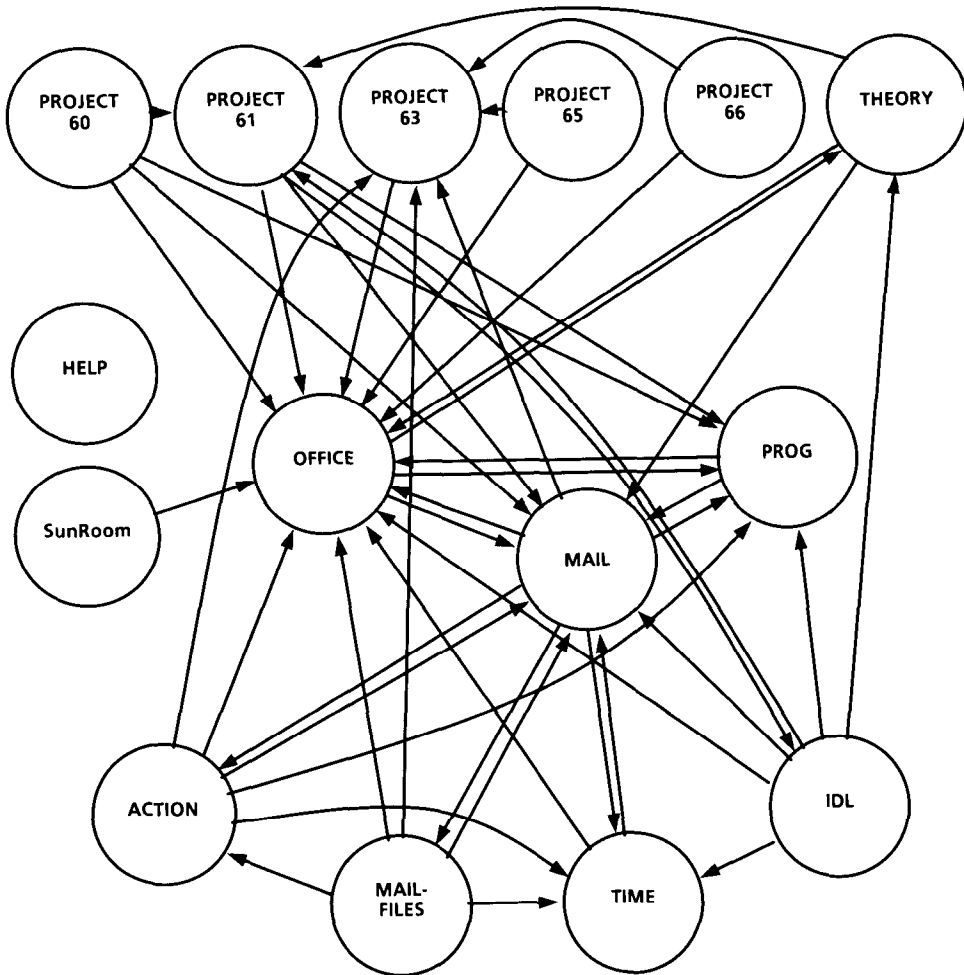 PROJECT
60
PROJECT
61
PROJECT
63
PROJECT
65
PROJECT
66
THEORY
HELP
OFFICE
PROG
SunRoom
MAIL
ACTION
IDL
MAIL-
FILES
TIME